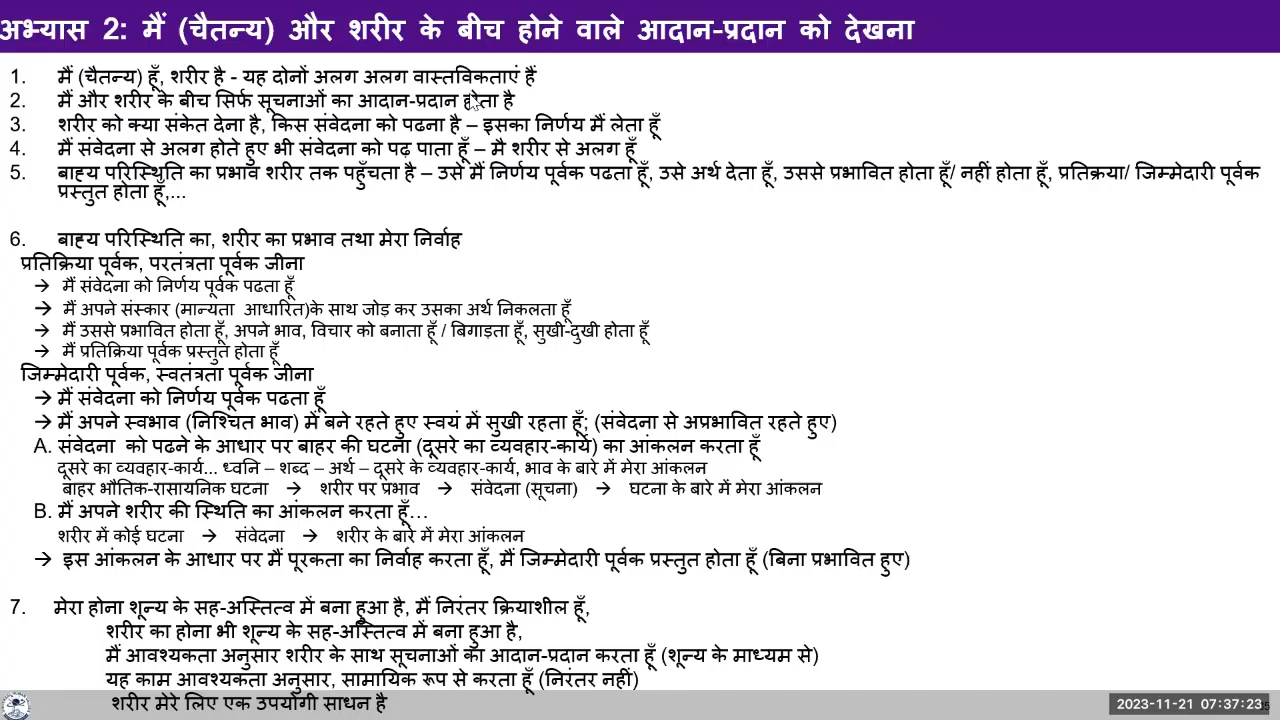 अभ्यास 2: मैं (चैतन्य) और शरीर के बीच होने वाले आदान-प्रदान को देखना
1. मैं (चैतन्य) हूँ, शरीर है - यह दोनों अलग अलग वास्तविकताएं हैं
2. मैं और शरीर के बीच सिर्फ सूचनाओं का आदान-प्रदान होता है
3. शरीर को क्या संकेत देना है, किस संवेदना को पढना है – इसका निर्णय मैं लेता हूँ
4. मैं संवेदना से अलग होते हुए भी संवेदना को पढ़ पाता हूँ – मै शरीर से अलग हूँ
5. बाह्य परिस्थिति का प्रभाव शरीर तक पहुँचता है – उसे मैं निर्णय पूर्वक पढता हूँ, उसे अर्थ देता हूँ, उससे प्रभावित होता हूँ/ नहीं होता हूँ, प्रतिक्रया/ जिम्मेदारी पूर्वक
प्रस्तुत होता हूँ,...
6. बाह्य परिस्थिति का, शरीर का प्रभाव तथा मेरा निर्वाह
प्रतिक्रिया पूर्वक, परतंत्रता पूर्वक जीना
→ मैं संवेदना को निर्णय पूर्वक पढता हूँ
→ मैं अपने संस्कार (मान्यता आधारित)के साथ जोड़ कर उसका अर्थ निकलता हूँ
→ मैं उससे प्रभावित होता हूँ, अपने भाव, विचार को बनाता हूँ / बिगाड़ता हूँ, सुखी-दुखी होता हूँ
→ मैं प्रतिक्रिया पूर्वक प्रस्तुत होता हूँ
जिम्मेदारी पूर्वक, स्वतंत्रता पूर्वक जीना
→ मैं संवेदना को निर्णय पूर्वक पढता हूँ
→ मैं अपने स्वभाव (निश्चित भाव) में बने रहते हुए स्वयं में सुखी रहता हूँ; (संवेदना से अप्रभावित रहते हुए)
A. संवेदना को पढने के आधार पर बाहर की घटना (दूसरे का व्यवहार-कार्य) का आंकलन करता हूँ
दूसरे का व्यवहार-कार्य... ध्वनि – शब्द – अर्थ – दूसरे के व्यवहार-कार्य, भाव के बारे में मेरा आंकलन
बाहर भौतिक-रासायनिक घटना → शरीर पर प्रभाव → संवेदना (सूचना) → घटना के बारे में मेरा आंकलन
B. मैं अपने शरीर की स्थिति का आंकलन करता हूँ...
शरीर में कोई घटना → संवेदना → शरीर के बारे में मेरा आंकलन
→ इस आंकलन के आधार पर मैं पूरकता का निर्वाह करता हूँ, मैं जिम्मेदारी पूर्वक प्रस्तुत होता हूँ (बिना प्रभावित हुए)
7. मेरा होना शून्य के सह-अस्तित्व में बना हुआ है, मैं निरंतर क्रियाशील हूँ,
शरीर का होना भी शून्य के सह-अस्तित्व में बना हुआ है,
मैं आवश्यकता अनुसार शरीर के साथ सूचनाओं का आदान-प्रदान करता हूँ (शून्य के माध्यम से)
यह काम आवश्यकता अनुसार, सामायिक रूप से करता हूँ (निरंतर नहीं)
शरीर मेरे लिए एक उपयोगी साधन है
2023-11-21 07:37:23